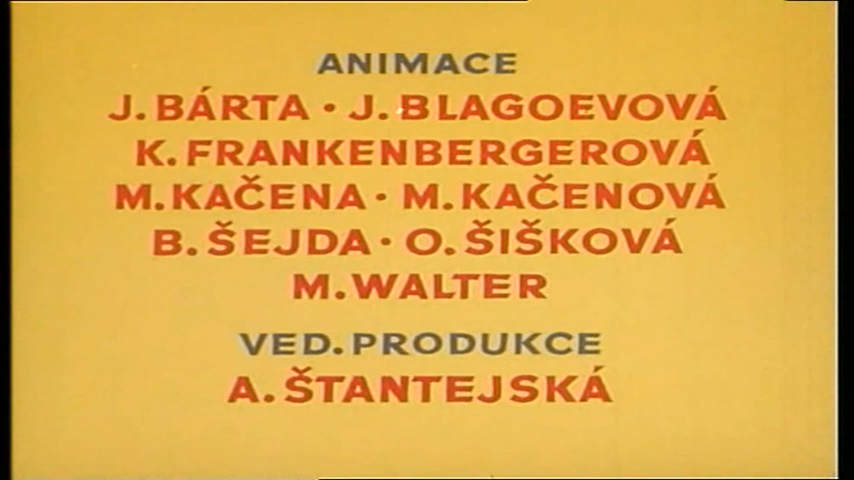 ANIMACE
J. BÁRTA • J. BLAGOEVOVÁ
K. FRANKENBERGEROVÁ
M. KAČENA • M. KAČENOVÁ
B. ŠEJDA • O. ŠIŠKOVÁ
M. WALTER
VED. PRODUKCE
A. ŠTANTEJSKÁ